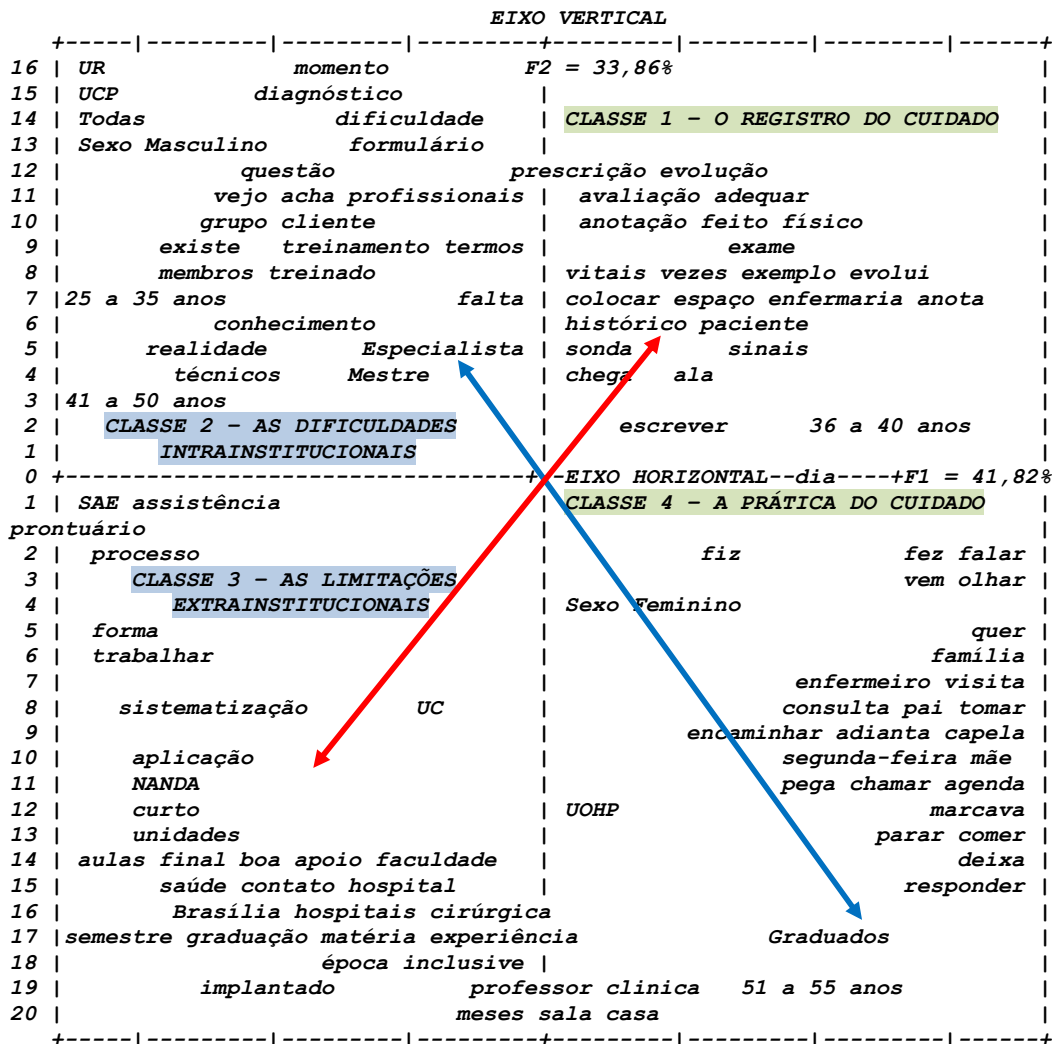 EIXO VERTICAL
+-----|---------|---------|---------+---------|---------|---------|------+
16 | UR momento F2 = 33,86% |
15 | UCP diagnóstico | |
14 | Todas dificuldade | CLASSE 1 – O REGISTRO DO CUIDADO |
13 | Sexo Masculino formulário | |
12 | questão prescrição evolução |
11 | vejo acha profissionais | avaliação adequar |
10 | grupo cliente | anotação feito físico |
9 | existe treinamento termos | exame |
8 | membros treinado | vitais vezes exemplo evolui |
7 |25 a 35 anos falta | colocar espaço enfermaria anota |
6 | conhecimento | histórico paciente |
5 | realidade Especialista | sonda sinais |
4 | técnicos Mestre | chega ala |
3 |41 a 50 anos | |
2 | CLASSE 2 – AS DIFICULDADES | escrever 36 a 40 anos |
1 | INTRAINSTITUCIONAIS | |
0 +----------------------------------+|-EIXO HORIZONTAL--dia----+F1 = 41,82%
1 | SAE assistência | CLASSE 4 – A PRÁTICA DO CUIDADO |
prontuário
2 | processo | fiz fez falar |
3 | CLASSE 3 – AS LIMITAÇÕES | vem olhar |
4 | EXTRAINSTITUCIONAIS | Sexo Feminino |
5 | forma | quer |
6 | trabalhar | família |
7 | | enfermeiro visita |
8 | sistematização UC | consulta pai tomar |
9 | | encaminhar adianta capela |
10 | aplicação | segunda-feira mãe |
11 | NANDA | pega chamar agenda |
12 | curto | UOHP marcava |
13 | unidades | parar comer |
14 | aulas final boa apoio faculdade | deixa |
15 | saúde contato hospital | responder |
16 | Brasília hospitais cirúrgica |
17 |semestre graduação matéria experiência Graduados |
18 | época inclusive | |
19 | implantado professor clinica 51 a 55 anos |
20 | meses sala casa |
+-----|---------|---------|---------+---------|---------|---------|------+